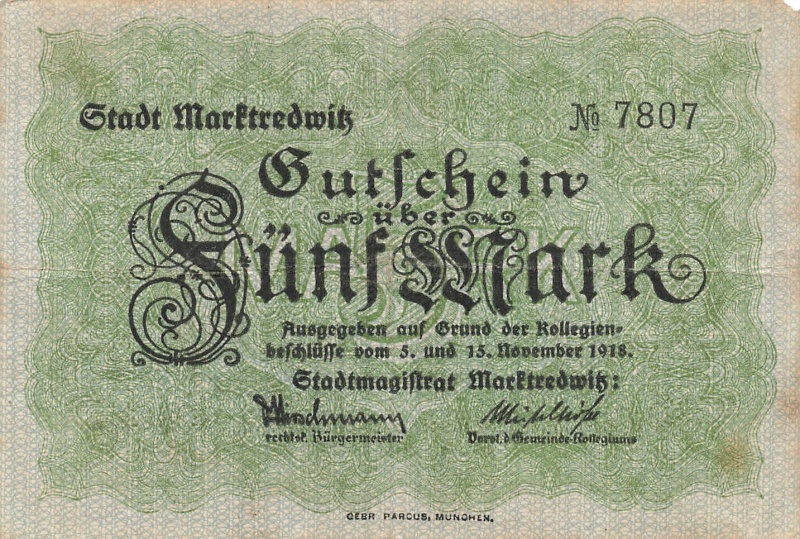 Stadt Marktredwitz
№ 7807
Gutschein
über
Fünf Mark
Ausgegeben auf Grund der Kollegien-
beschlüsse vom 5. und 15. November 1918.
Stadtmagistrat Marktredwitz:
rechtsk. Bürgermeister
Vorst. d. Gemeinde-Kollegiums
GEBR PARCUS, MÜNCHEN.